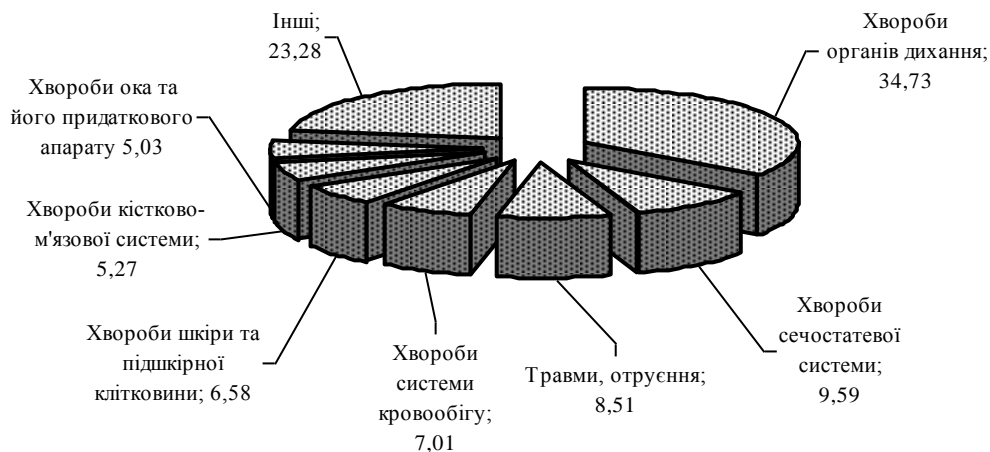 Інші;
23,28
Хвороби
органів дихання;
34,73
Хвороби ока та
його придаткового
апарату 5,03
Хвороби кістково-
м'язової системи;
5,27
Хвороби шкіри та
підшкірної
клітковини; 6,58
Хвороби
системи
кровообігу;
7,01
Травми, отруєння;
8,51
Хвороби
сечостатевої
системи;
9,59